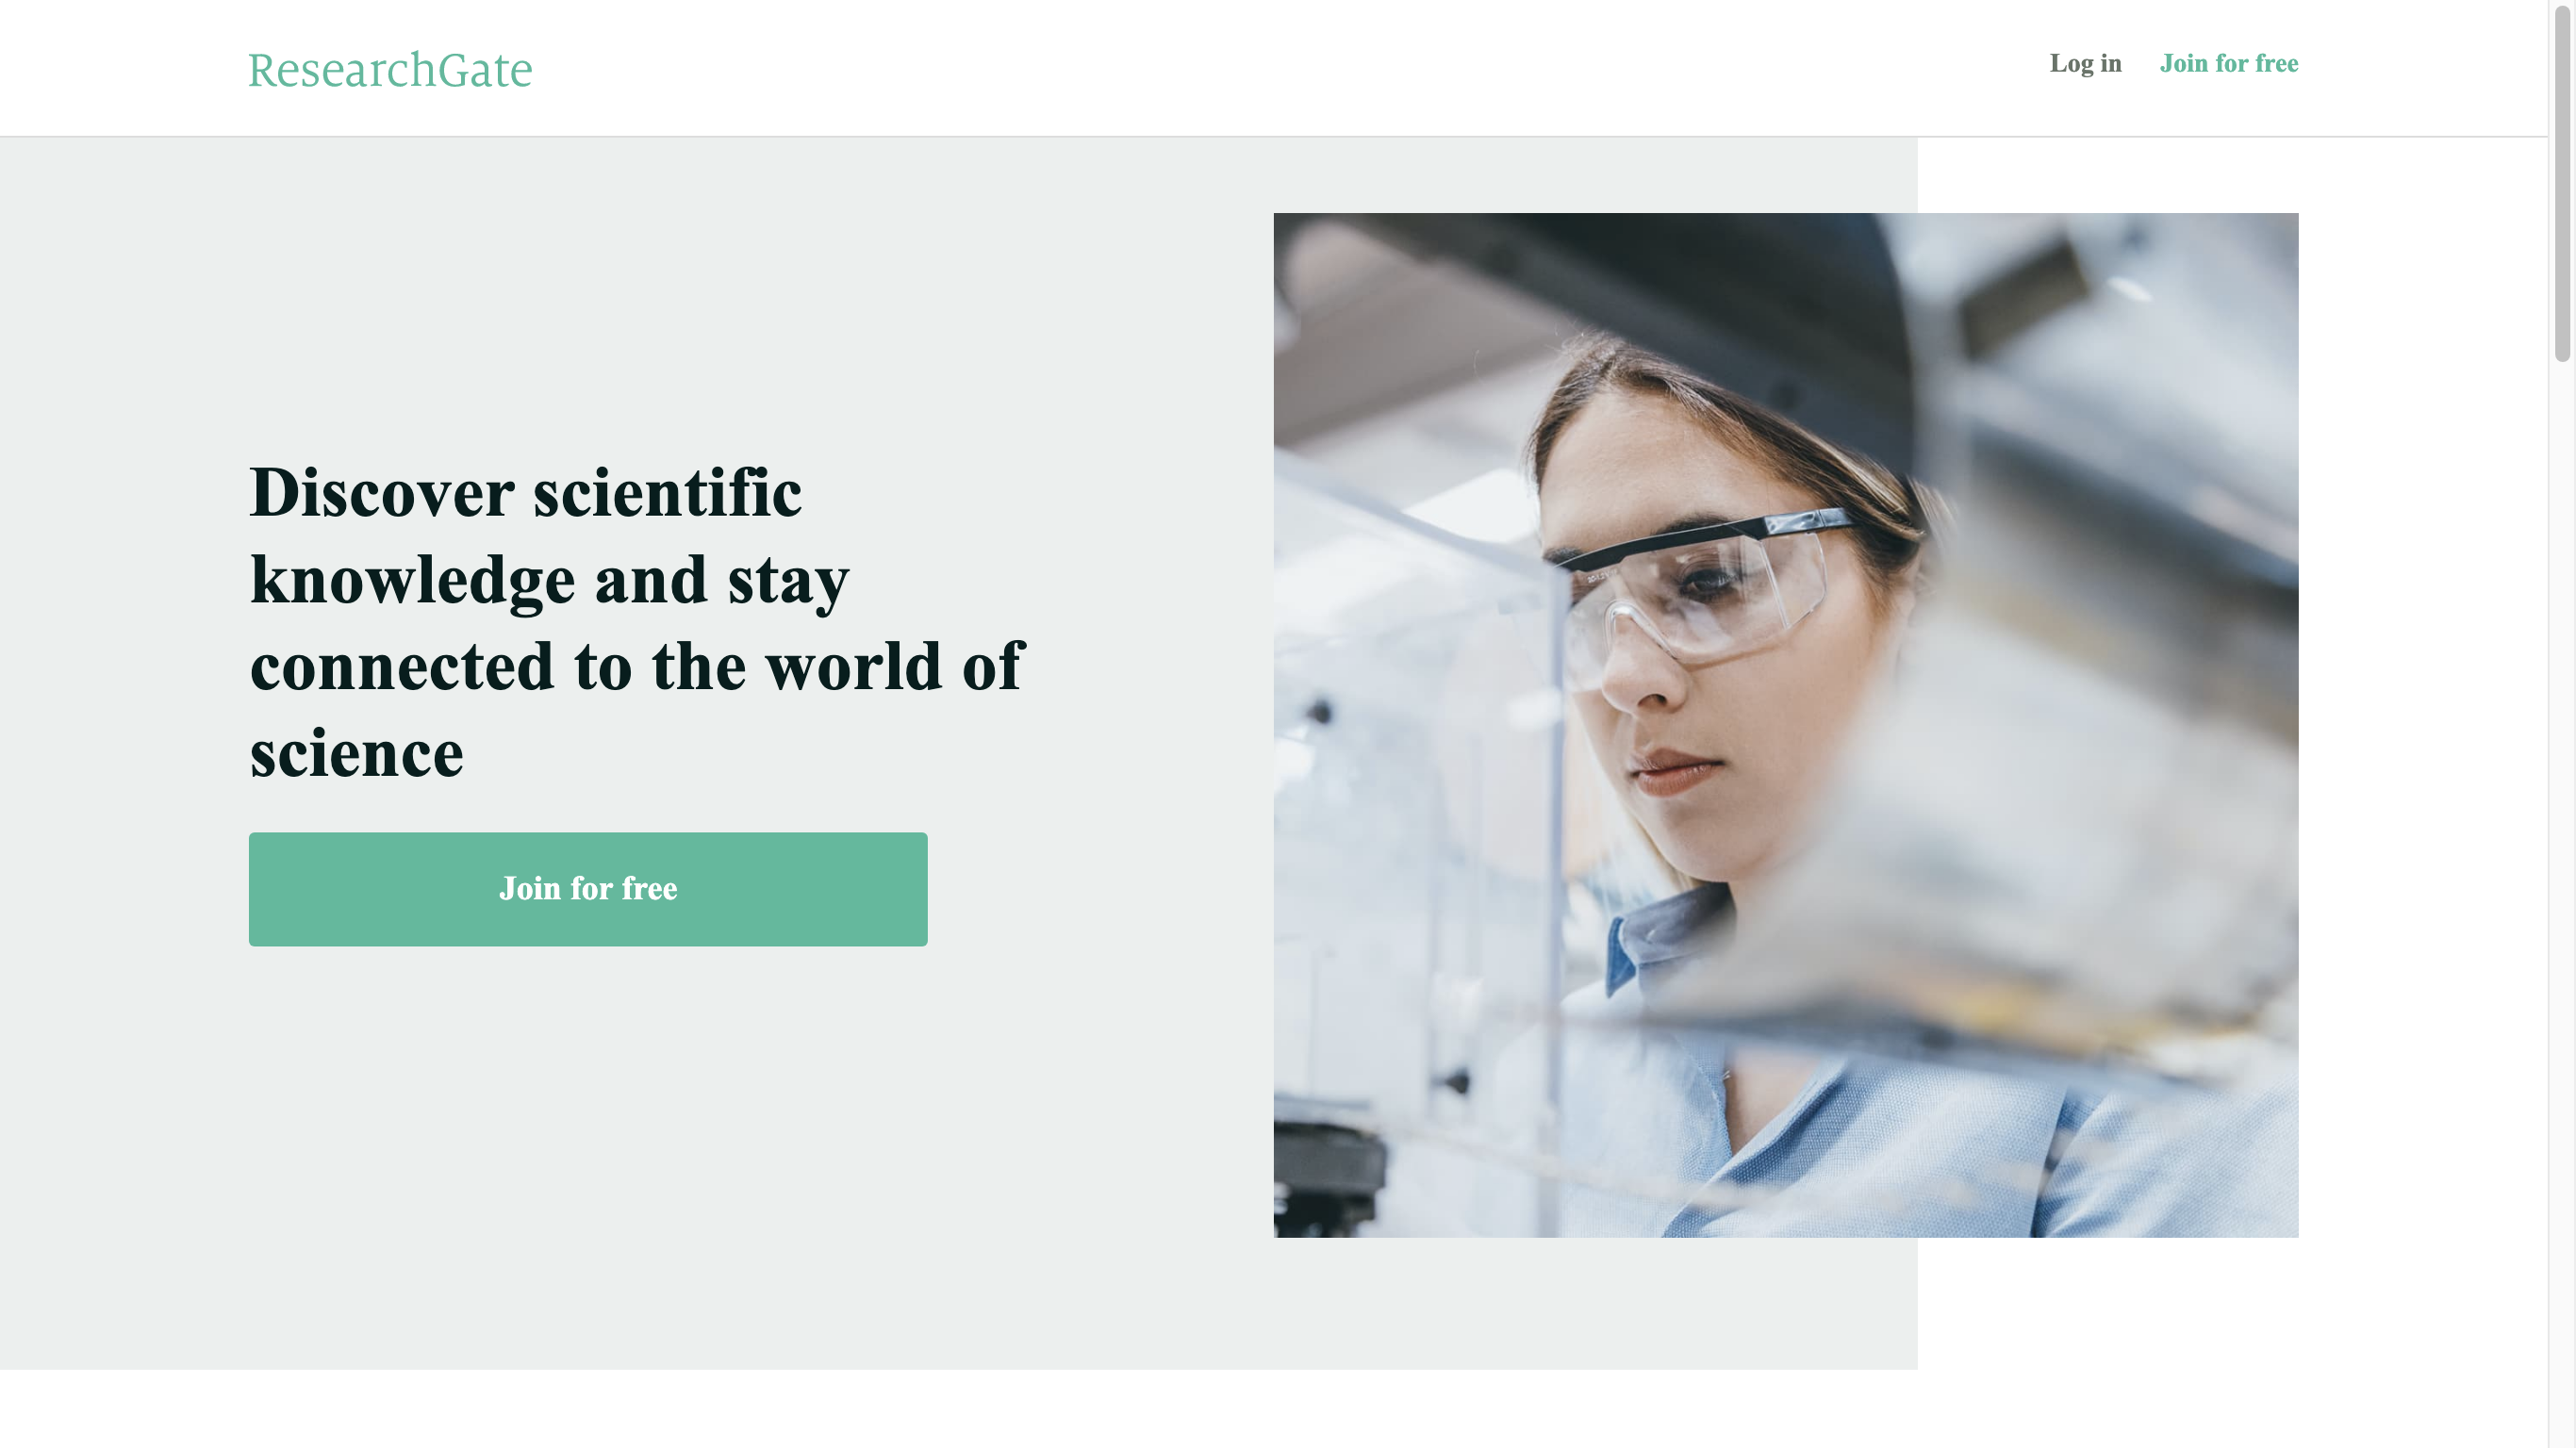 ResearchGate
Log in
Join for free
Discover scientific
knowledge and stay
connected to the world of
science
Join for free